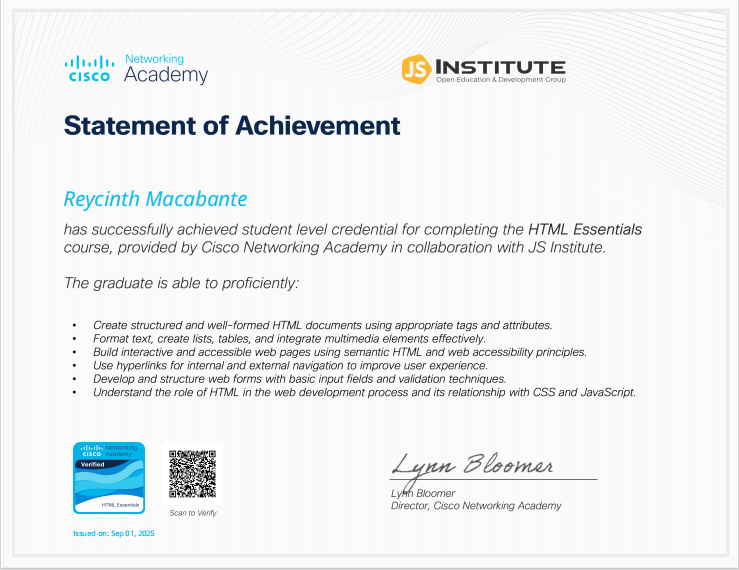 Networking
Academy
CISCO
JS INSTITUTE
Open Education & Development Group
Statement of Achievement
Reycinth Macabante
has successfully achieved student level credential for completing the HTML Essentials
course, provided by Cisco Networking Academy in collaboration with JS Institute.
The graduate is able to proficiently:
• Create structured and well-formed HTML documents using appropriate tags and attributes.
• Format text, create lists, tables, and integrate multimedia elements effectively.
• Build interactive and accessible web pages using semantic HTML and web accessibility principles.
• Use hyperlinks for internal and external navigation to improve user experience.
• Develop and structure web forms with basic input fields and validation techniques.
• Understand the role of HTML in the web development process and its relationship with CSS and JavaScript.
CISCO
Networking
Academy
Verified
HTML Essentials
Scan to Verify
Issued on: Sep 01, 2025
Lynn Bloomer
Lynn Bloomer
Director, Cisco Networking Academy